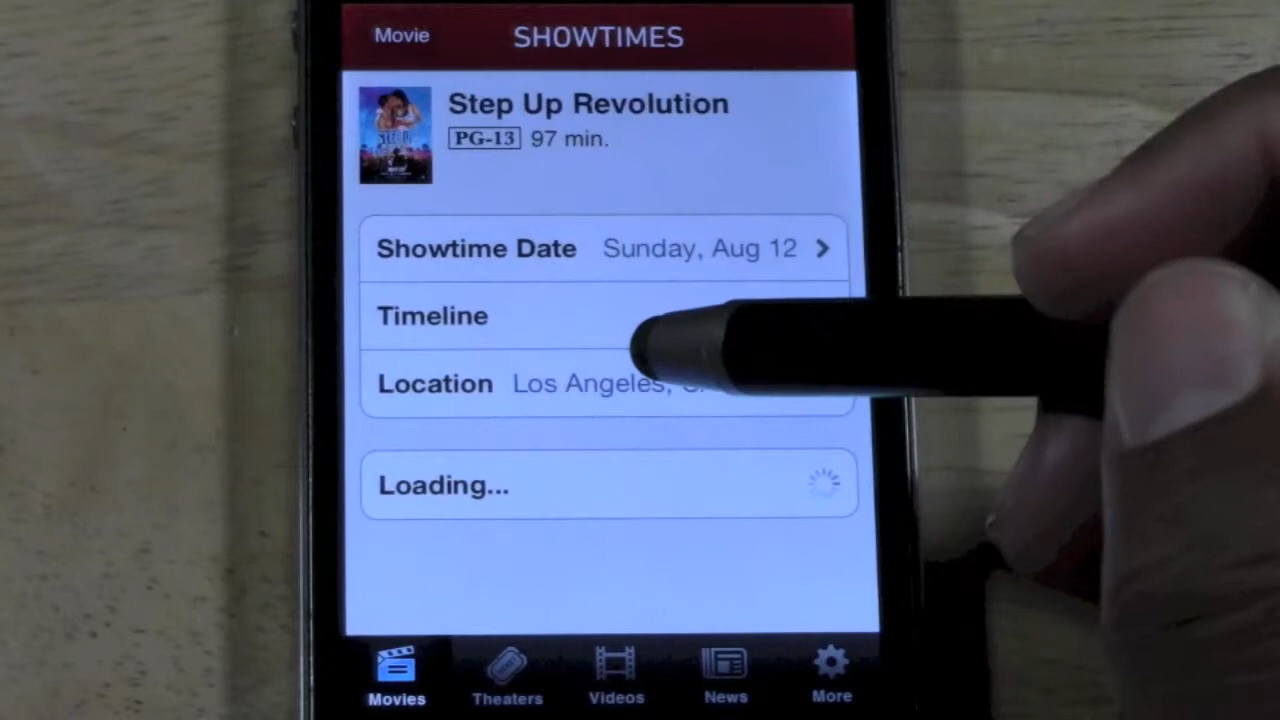 Movie SHOWTIMES
Step Up Revolution
PG-13 97 min.
Showtime Date Sunday, Aug 12
Timeline
Location Los Angeles,
Loading...
Movies Theaters Videos News More